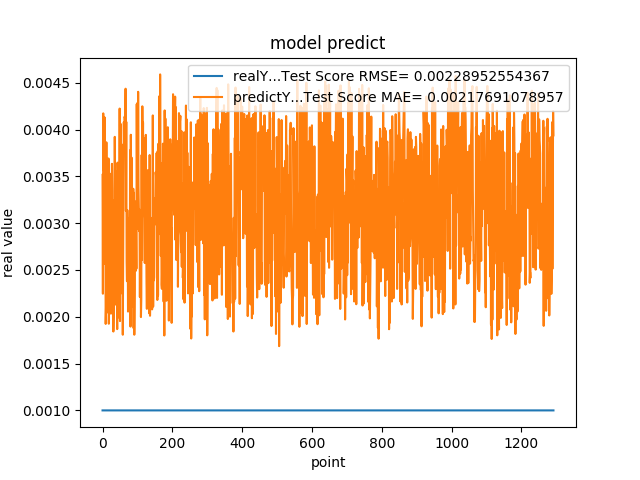 model predict
realY...Test Score RMSE= 0.00228952554367
predictY...Test Score MAE= 0.00217691078957
0.0045
0.0040
0.0035
0.0030
0.0025
0.0020
0.0015
0.0010
real value
0 200 400 600 800 1000 1200
point